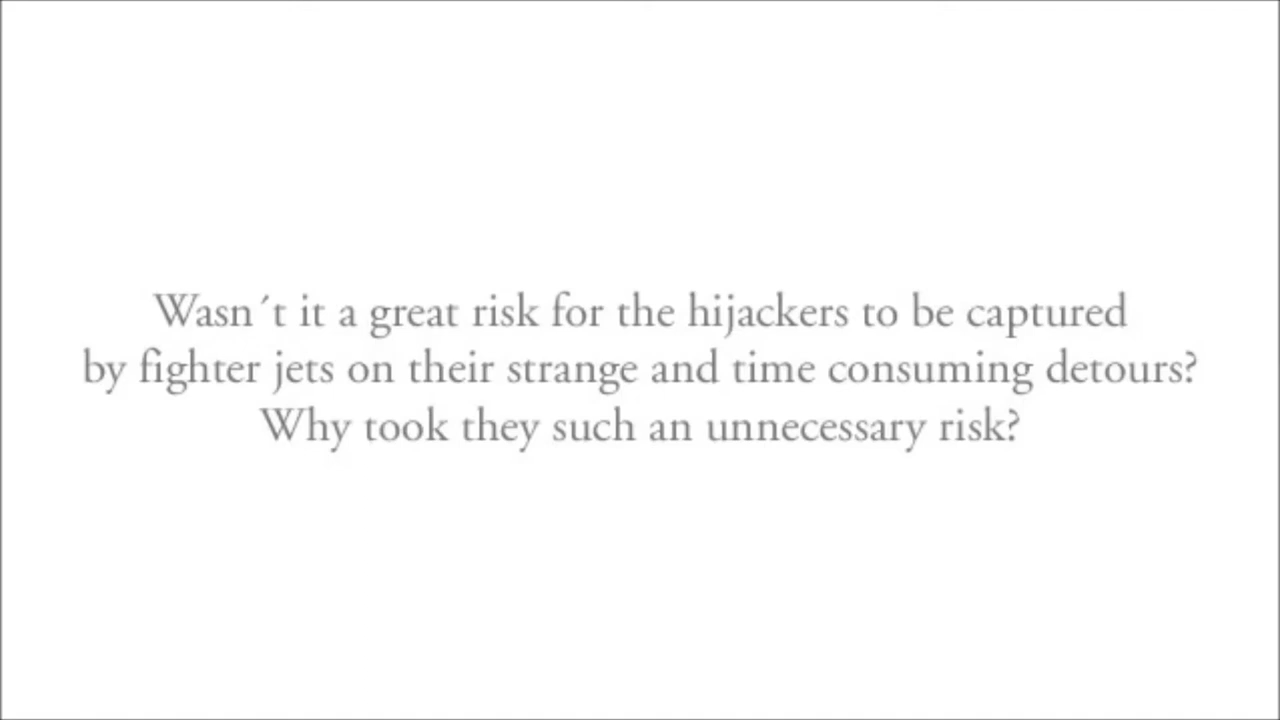 Wasn´t it a great risk for the hijackers to be captured
by fighter jets on their strange and time consuming detours?
Why took they such an unnecessary risk?